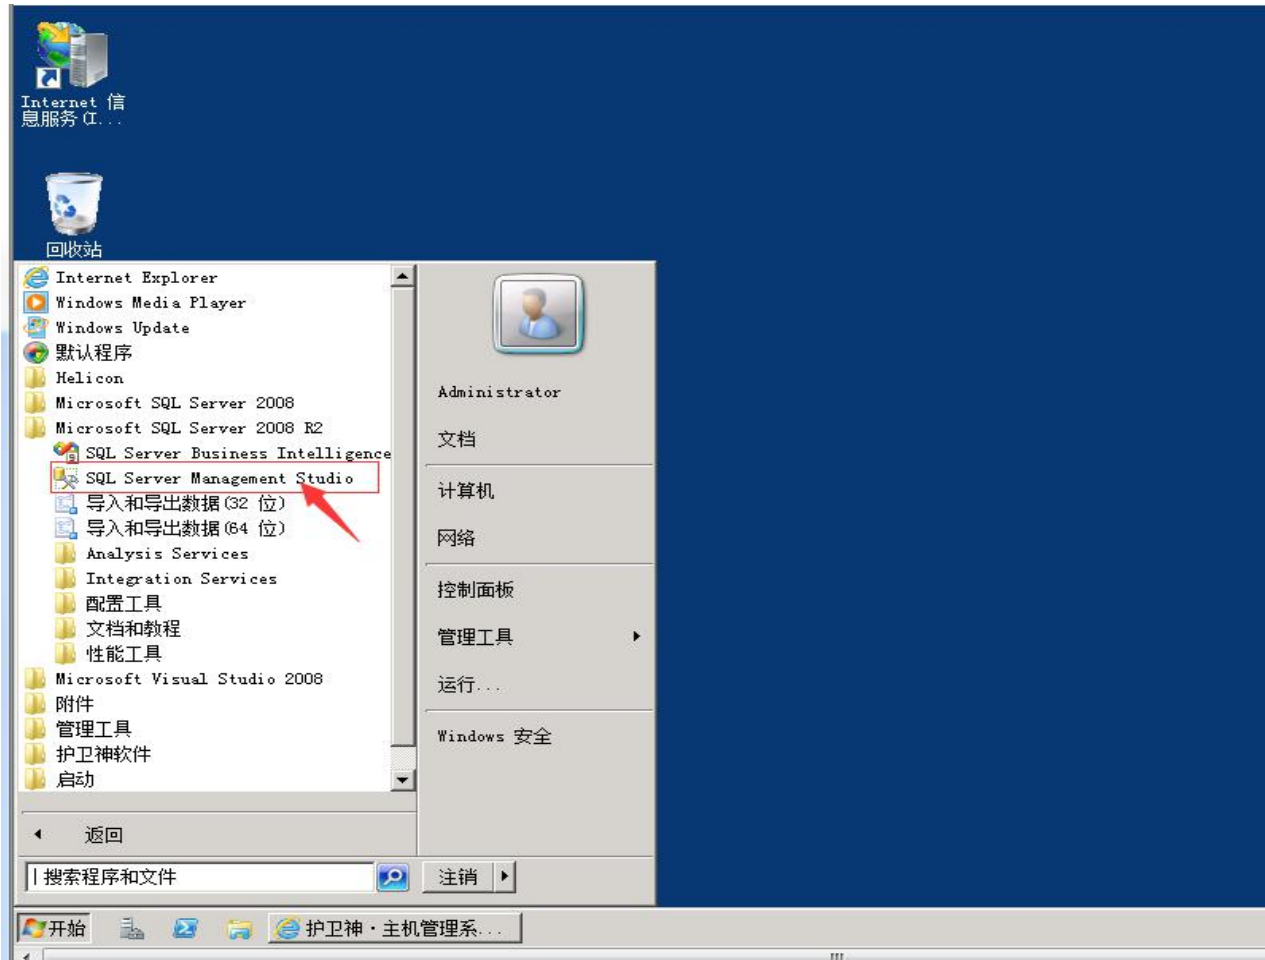 Internet 信
息服务(I...
回收站
Internet Explorer
Windows Media Player
Windows Update
默认程序
Helicon
Microsoft SQL Server 2008
Microsoft SQL Server 2008 R2
SQL Server Business Intelligence
SQL Server Management Studio
导入和导出数据(32 位)
导入和导出数据(64 位)
Analysis Services
Integration Services
配置工具
文档和教程
性能工具
Microsoft Visual Studio 2008
附件
管理工具
护卫神软件
启动
返回
搜索程序和文件
Administrator
文档
计算机
网络
控制面板
管理工具
运行...
Windows 安全
注销
开始
护卫神·主机管理系...